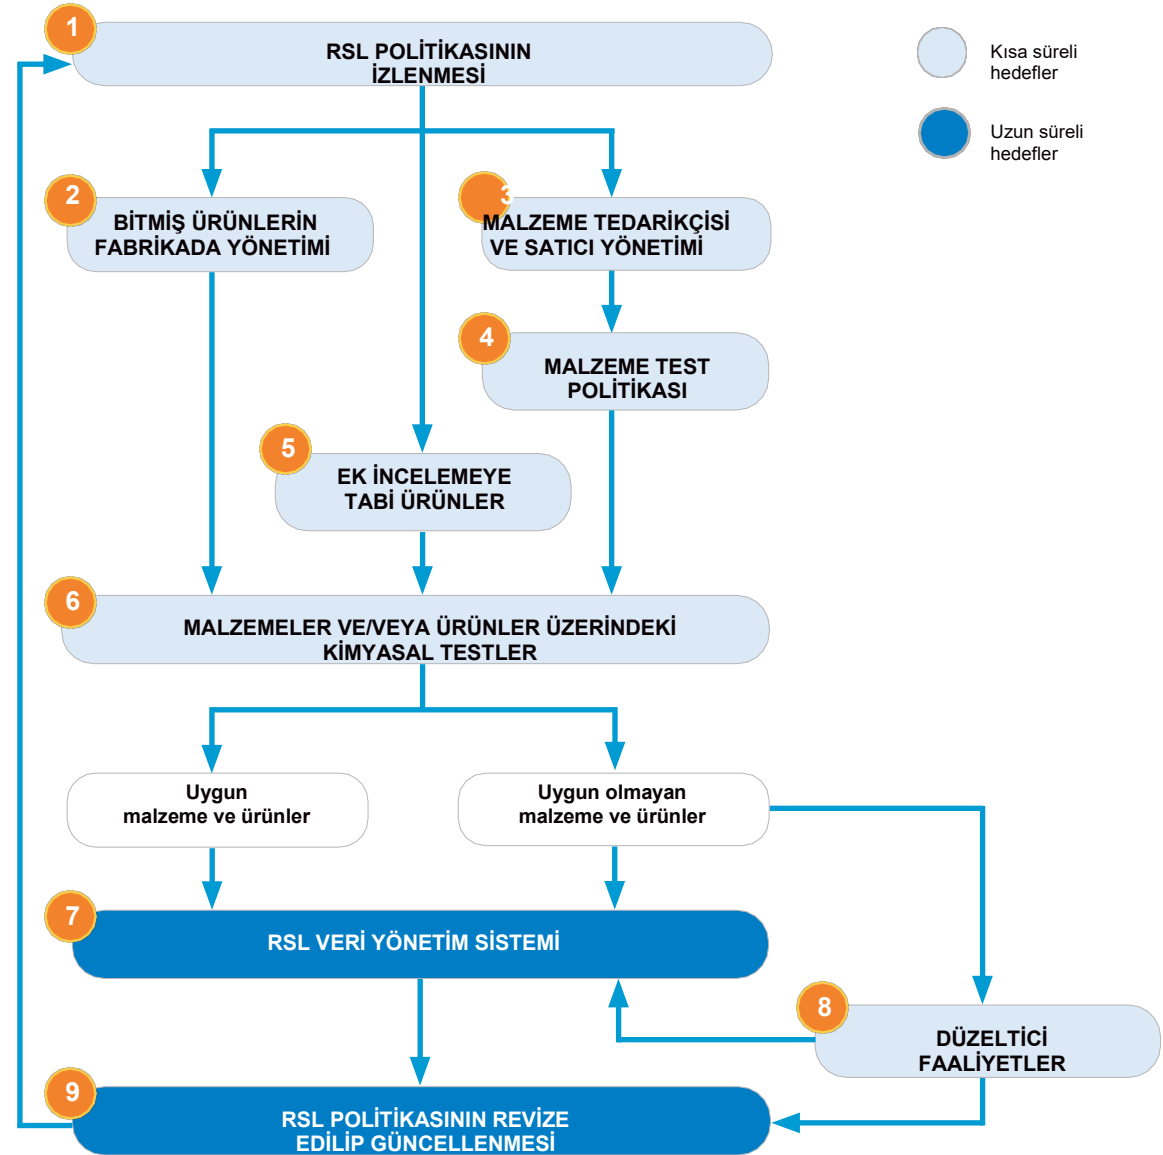 1
RSL POLİTİKASININ
İZLENMESİ
Kısa süreli
hedefler
Uzun süreli
hedefler
2
BİTMİŞ ÜRÜNLERİN
FABRİKADA YÖNETİMİ
3
MALZEME TEDARİKÇİSİ
VE SATICI YÖNETİMİ
4
MALZEME TEST
POLİTİKASI
5
EK İNCELEMEYE
TABİ ÜRÜNLER
6
MALZEMELER VE/VEYA ÜRÜNLER ÜZERİNDEKİ
KİMYASAL TESTLER
Uygun
malzeme ve ürünler
Uygun olmayan
malzeme ve ürünler
7
RSL VERİ YÖNETİM SİSTEMİ
8
DÜZELTİCİ
FAALİYETLER
9
RSL POLİTİKASININ REVİZE
EDİLİP GÜNCELLENMESİ